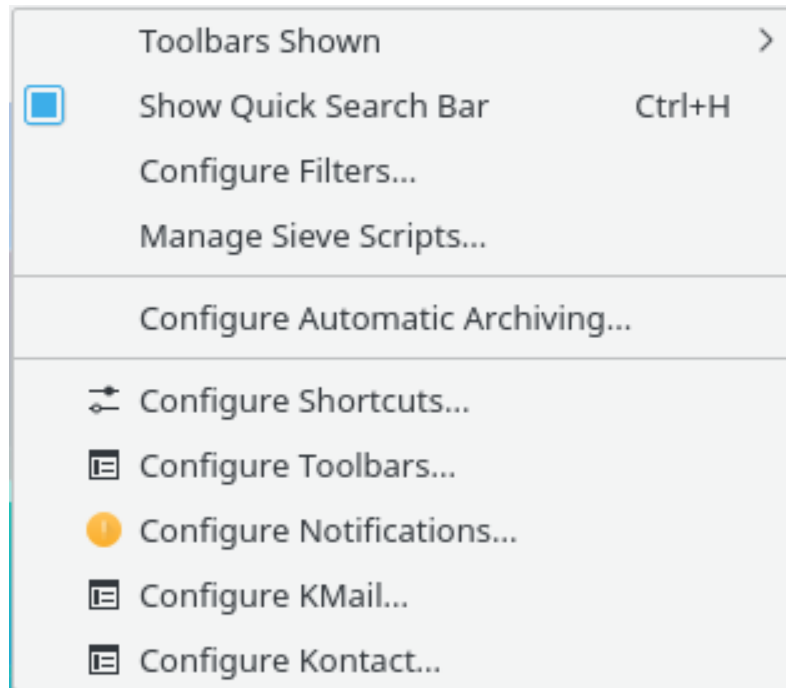 Toolbars Shown
Show Quick Search Bar Ctrl+H
Configure Filters...
Manage Sieve Scripts...
Configure Automatic Archiving...
Configure Shortcuts...
Configure Toolbars...
Configure Notifications...
Configure KMail...
Configure Kontact...